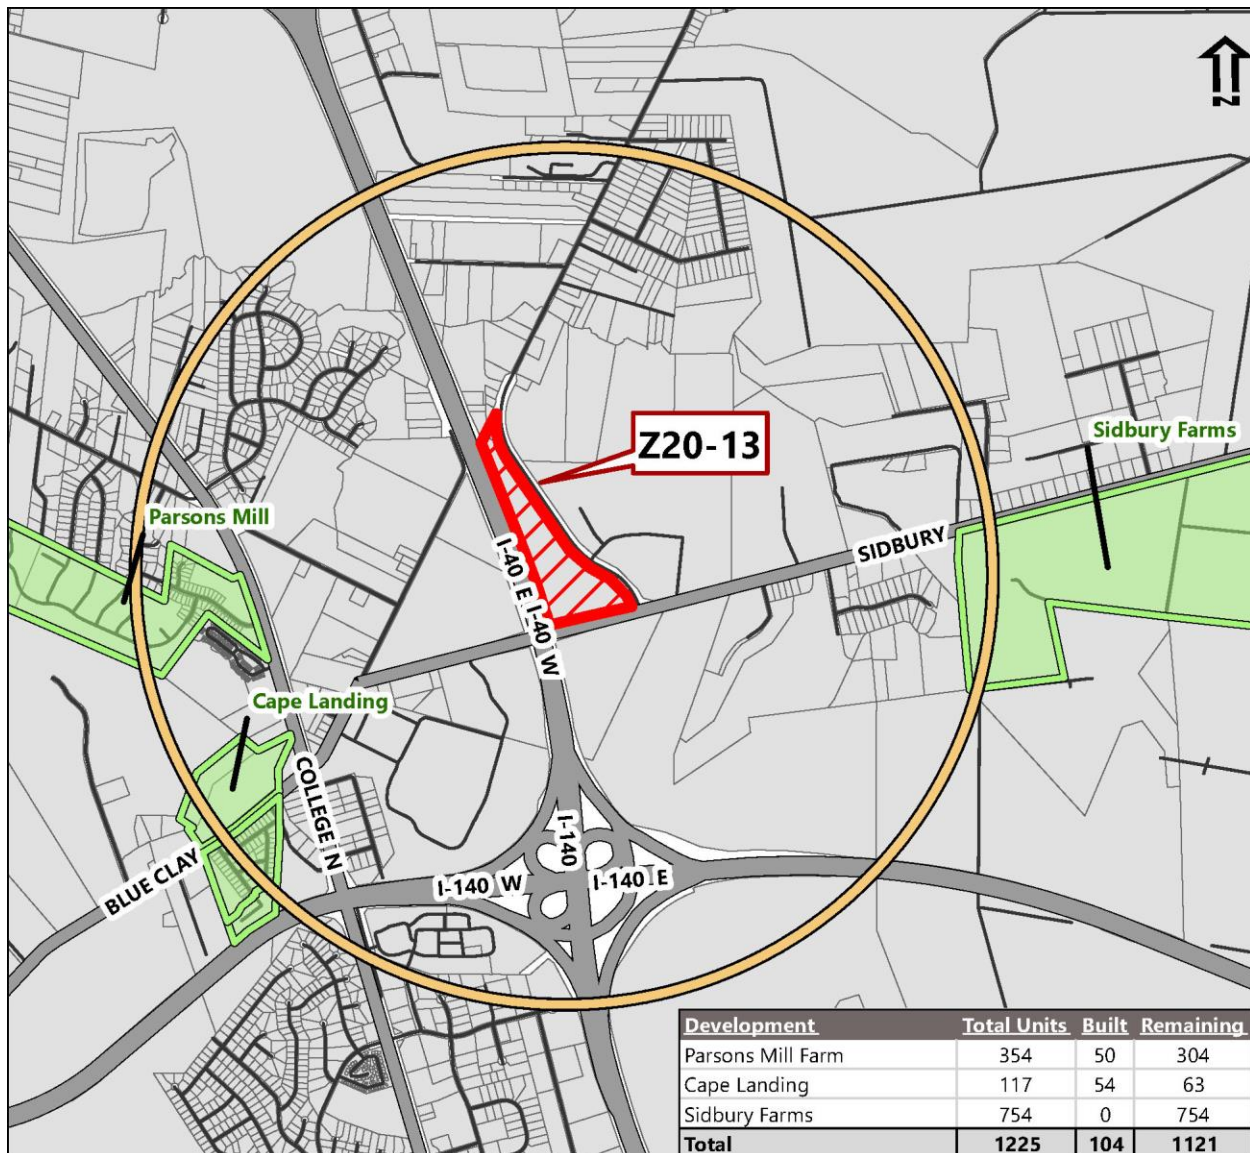 N
Z20-13
Sidbury Farms
Parsons Mill
SIDBURY
I-40 E
I-40 W
Cape Landing
COLLEGE N
BLUE CLAY
I-140
I-140 W
I-140 E
Development Total Units Built Remaining
Parsons Mill Farm 354 50 304
Cape Landing 117 54 63
Sidbury Farms 754 0 754
Total 1225 104 1121